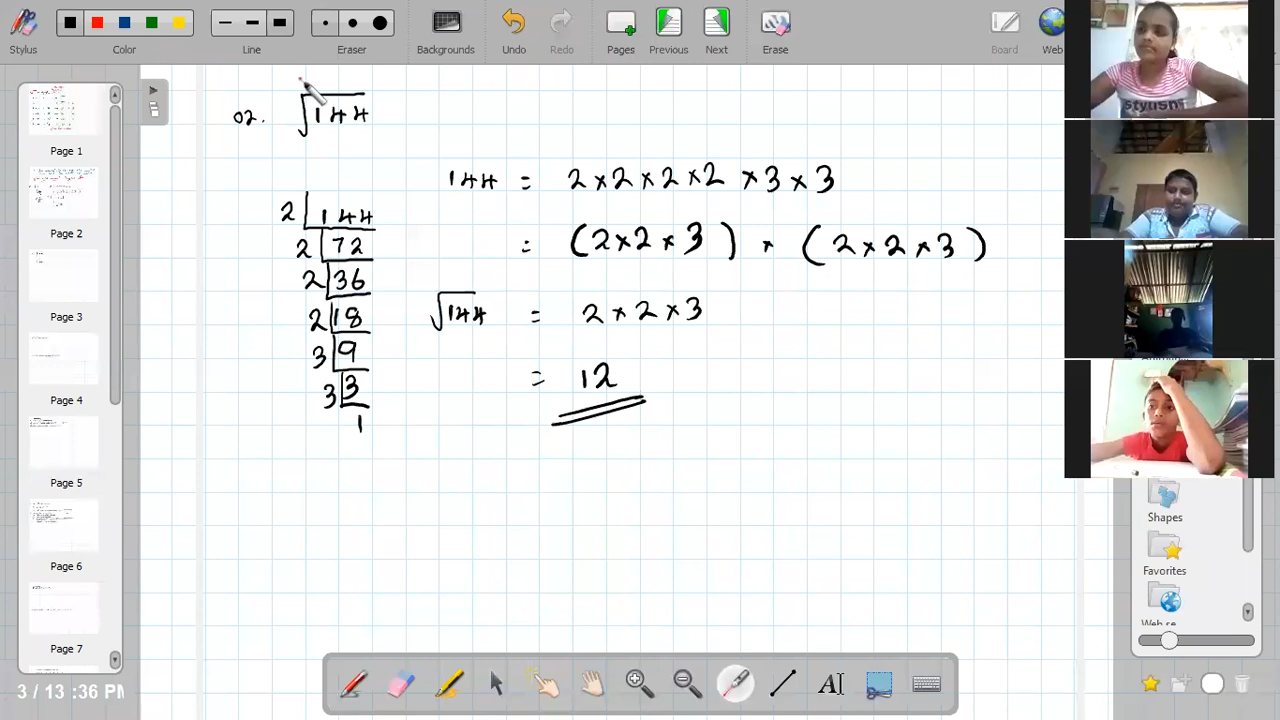 Stylus
Color
Line
Eraser
Backgrounds
Undo
Redo
Pages
Previous
Next
Erase
Board
Web
Page 1
Page 2
Page 3
Page 4
Page 5
Page 6
Page 7
3 / 13 :36 PM
02. √144
144 = 2×2×2×2×3×3
= (2×2×3) × (2×2×3)
√144 = 2×2×3
= 12
2 144
2 72
2 36
2 18
3 9
3 3
1
stylish
Shapes
Favorites
Web se